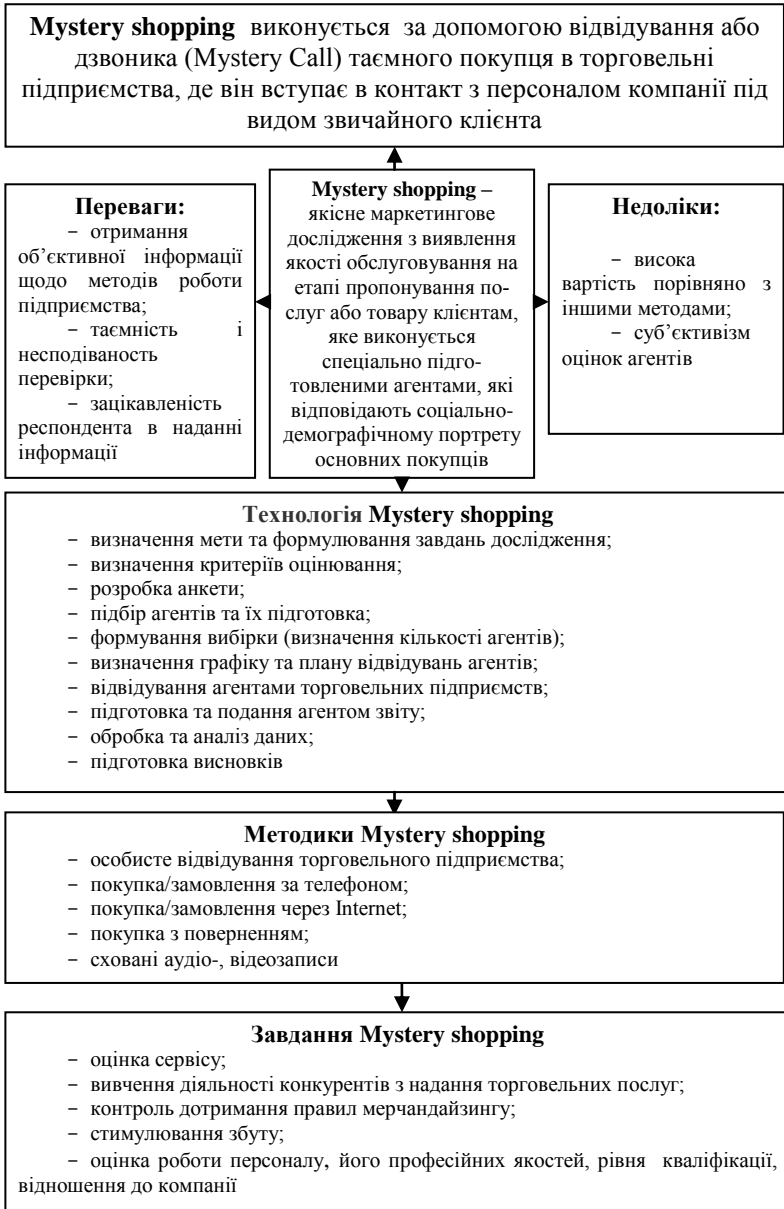 Mystery shopping виконується за допомогою відвідування або
дзвоника (Mystery Call) таємного покупця в торговельні
підприємства, де він вступає в контакт з персоналом компанії під
видом звичайного клієнта
Переваги:
− отримання
об’єктивної інформації
щодо методів роботи
підприємства;
− таємність і
несподіваность
перевірки;
− зацікавленість
респондента в наданні
інформації
Mystery shopping –
якісне маркетингове
дослідження з виявлення
якості обслуговування на
етапі пропонування по-
слуг або товару клієнтам,
яке виконується
спеціально підго-
товленими агентами, які
відповідають соціально-
демографічному портрету
основних покупців
Недоліки:
− висока
вартість порівняно з
іншими методами;
− суб’єктивізм
оцінок агентів
Технологія Mystery shopping
− визначення мети та формулювання завдань дослідження;
− визначення критеріїв оцінювання;
− розробка анкети;
− підбір агентів та їх підготовка;
− формування вибірки (визначення кількості агентів);
− визначення графіку та плану відвідувань агентів;
− відвідування агентами торговельних підприємств;
− підготовка та подання агентом звіту;
− обробка та аналіз даних;
− підготовка висновків
Методики Mystery shopping
− особисте відвідування торговельного підприємства;
− покупка/замовлення за телефоном;
− покупка/замовлення через Internet;
− покупка з поверненням;
− сховані аудіо-, відеозаписи
Завдання Mystery shopping
− оцінка сервісу;
− вивчення діяльності конкурентів з надання торговельних послуг;
− контроль дотримання правил мерчандайзингу;
− стимулювання збуту;
− оцінка роботи персоналу, його професійних якостей, рівня кваліфікації,
відношення до компанії